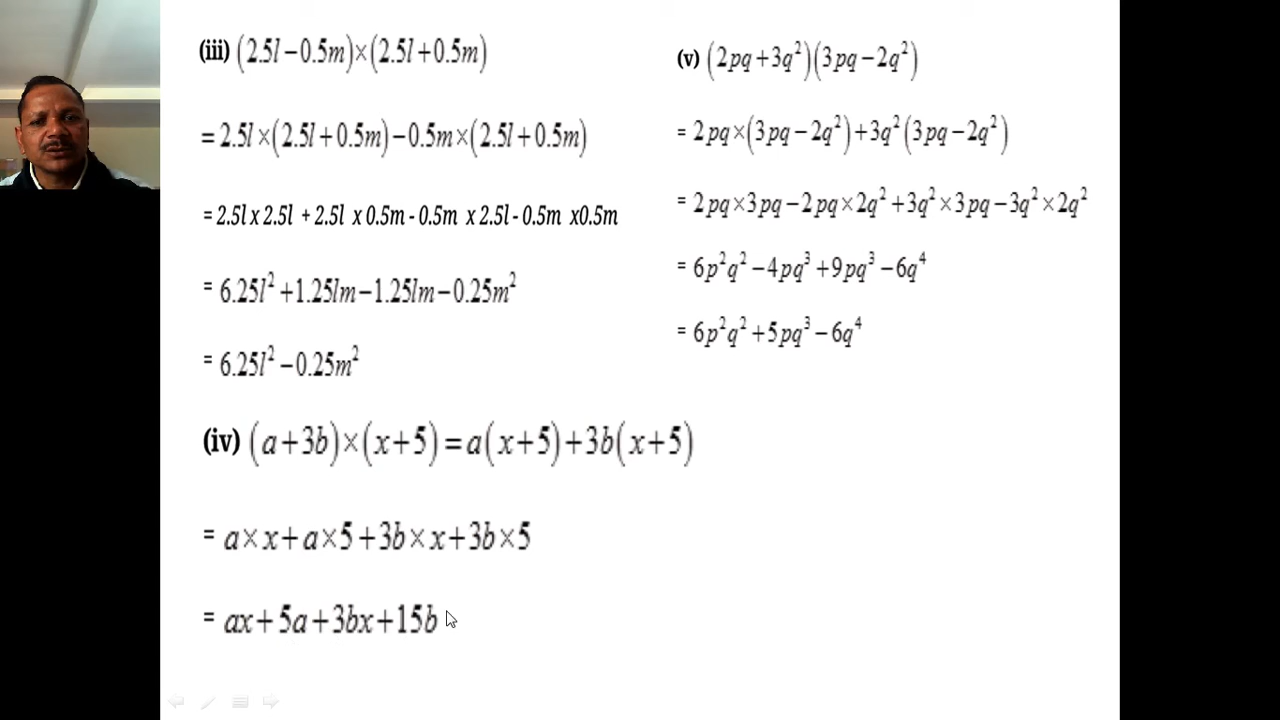 (iii) (2.5l−0.5m)×(2.5l+0.5m)
= 2.5l×(2.5l+0.5m)−0.5m×(2.5l+0.5m)
= 2.5l x 2.5l + 2.5l x 0.5m - 0.5m x 2.5l - 0.5m x0.5m
= 6.25l²+1.25lm−1.25lm−0.25m²
= 6.25l²−0.25m²
(iv) (a+3b)×(x+5)=a(x+5)+3b(x+5)
= a×x+a×5+3b×x+3b×5
= ax+5a+3bx+15b
(v) (2pq+3q²)(3pq−2q²)
= 2pq×(3pq−2q²)+3q²(3pq−2q²)
= 2pq×3pq−2pq×2q²+3q²×3pq−3q²×2q²
= 6p²q²−4pq³+9pq³−6q⁴
= 6p²q²+5pq³−6q⁴